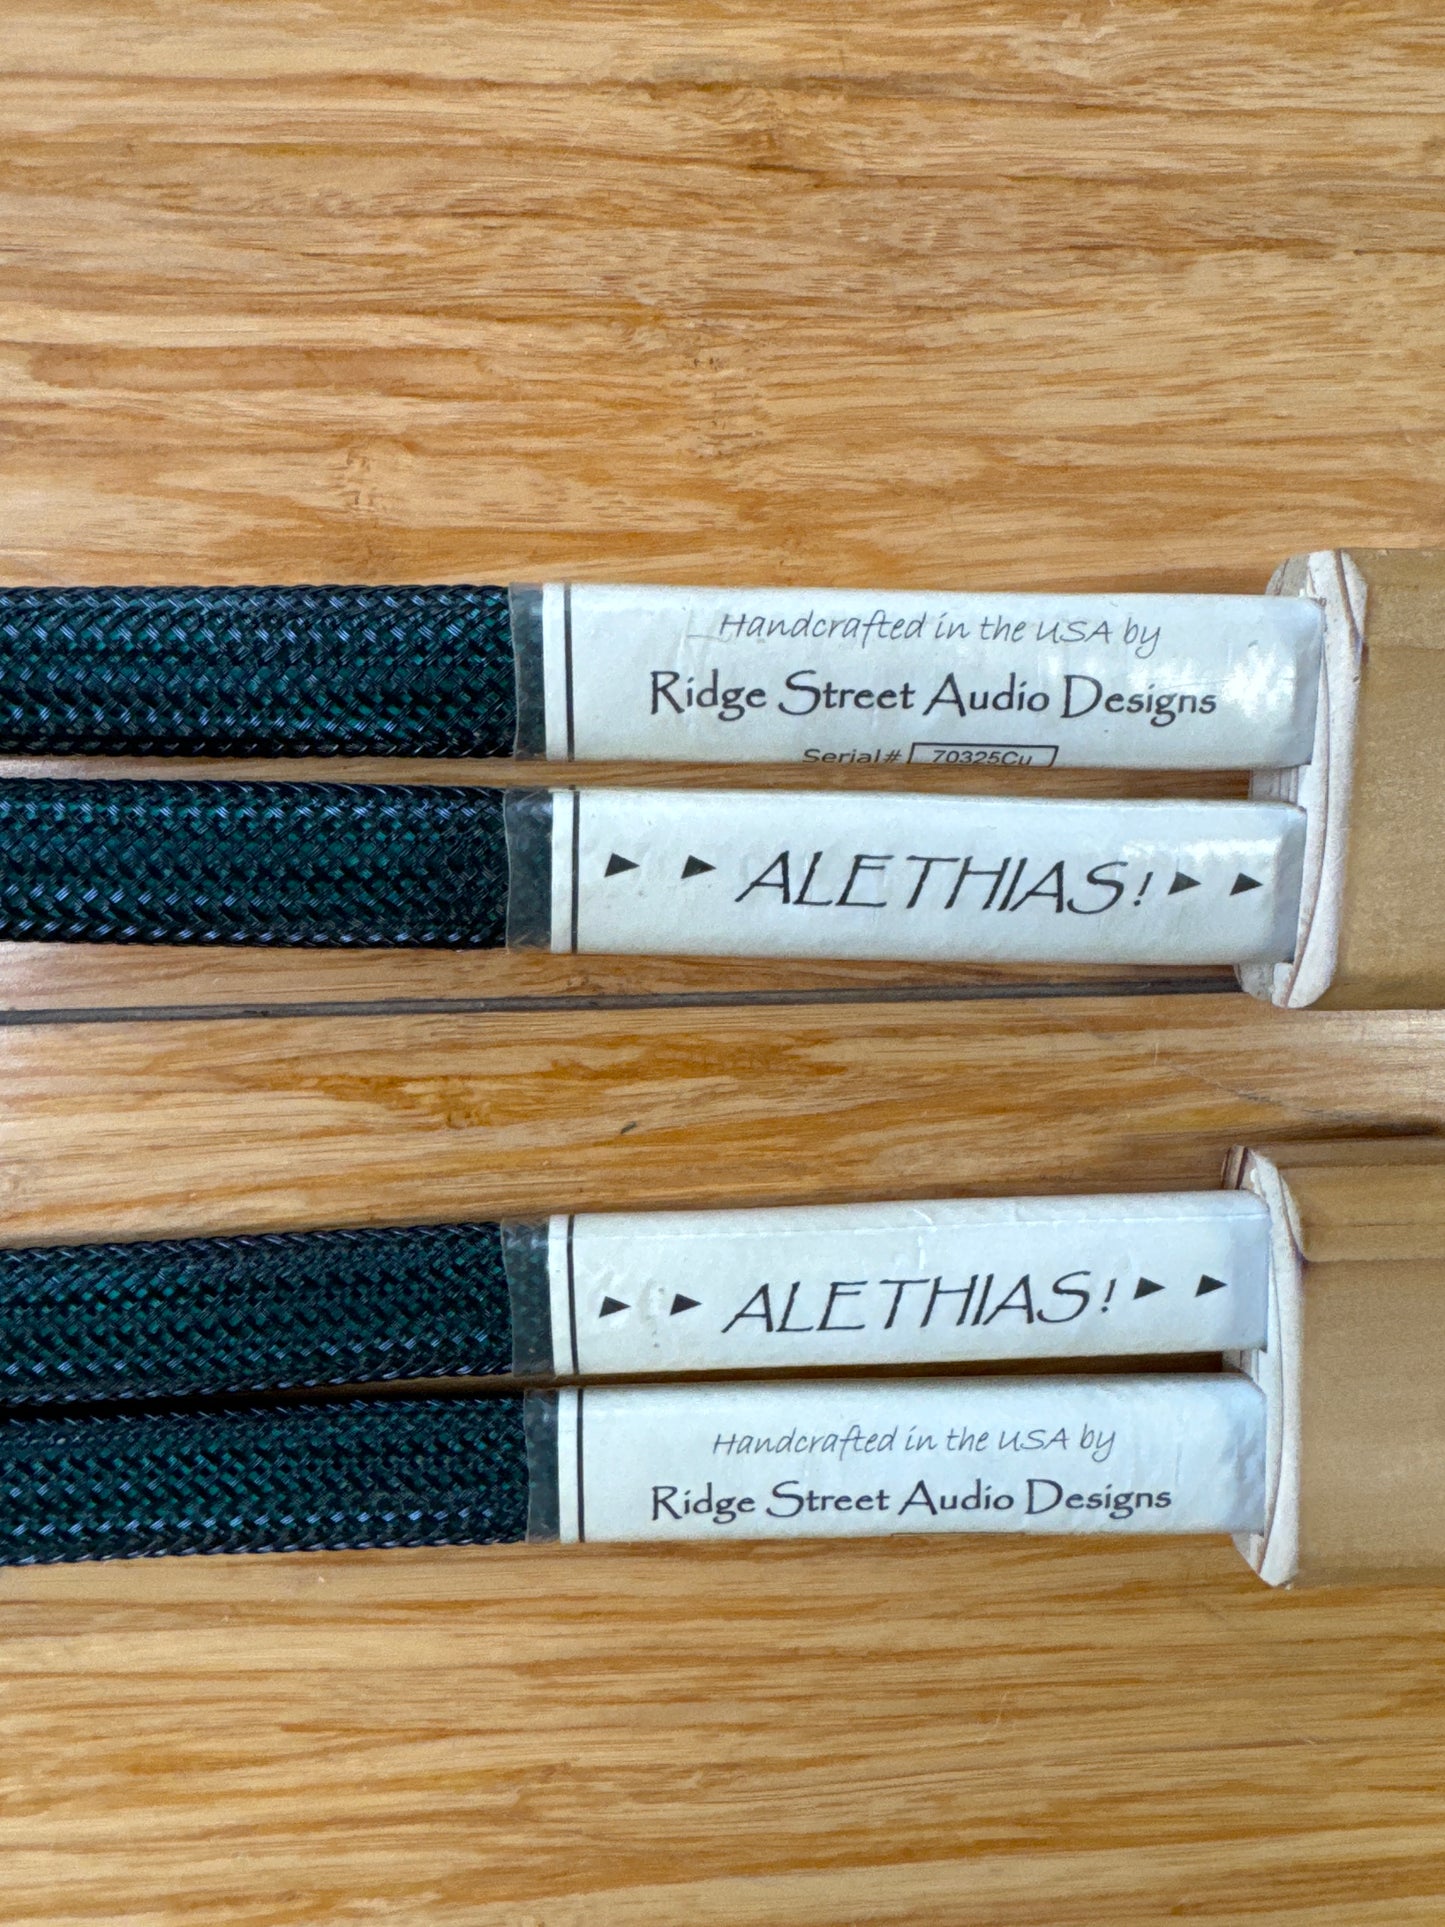 Handcrafted in the USA by
Ridge Street Audio Designs
Serial# 70325Cu
▶ ▶ ALETHIAS! ▶ ▶
▶ ▶ ALETHIAS! ▶ ▶
Handcrafted in the USA by
Ridge Street Audio Designs